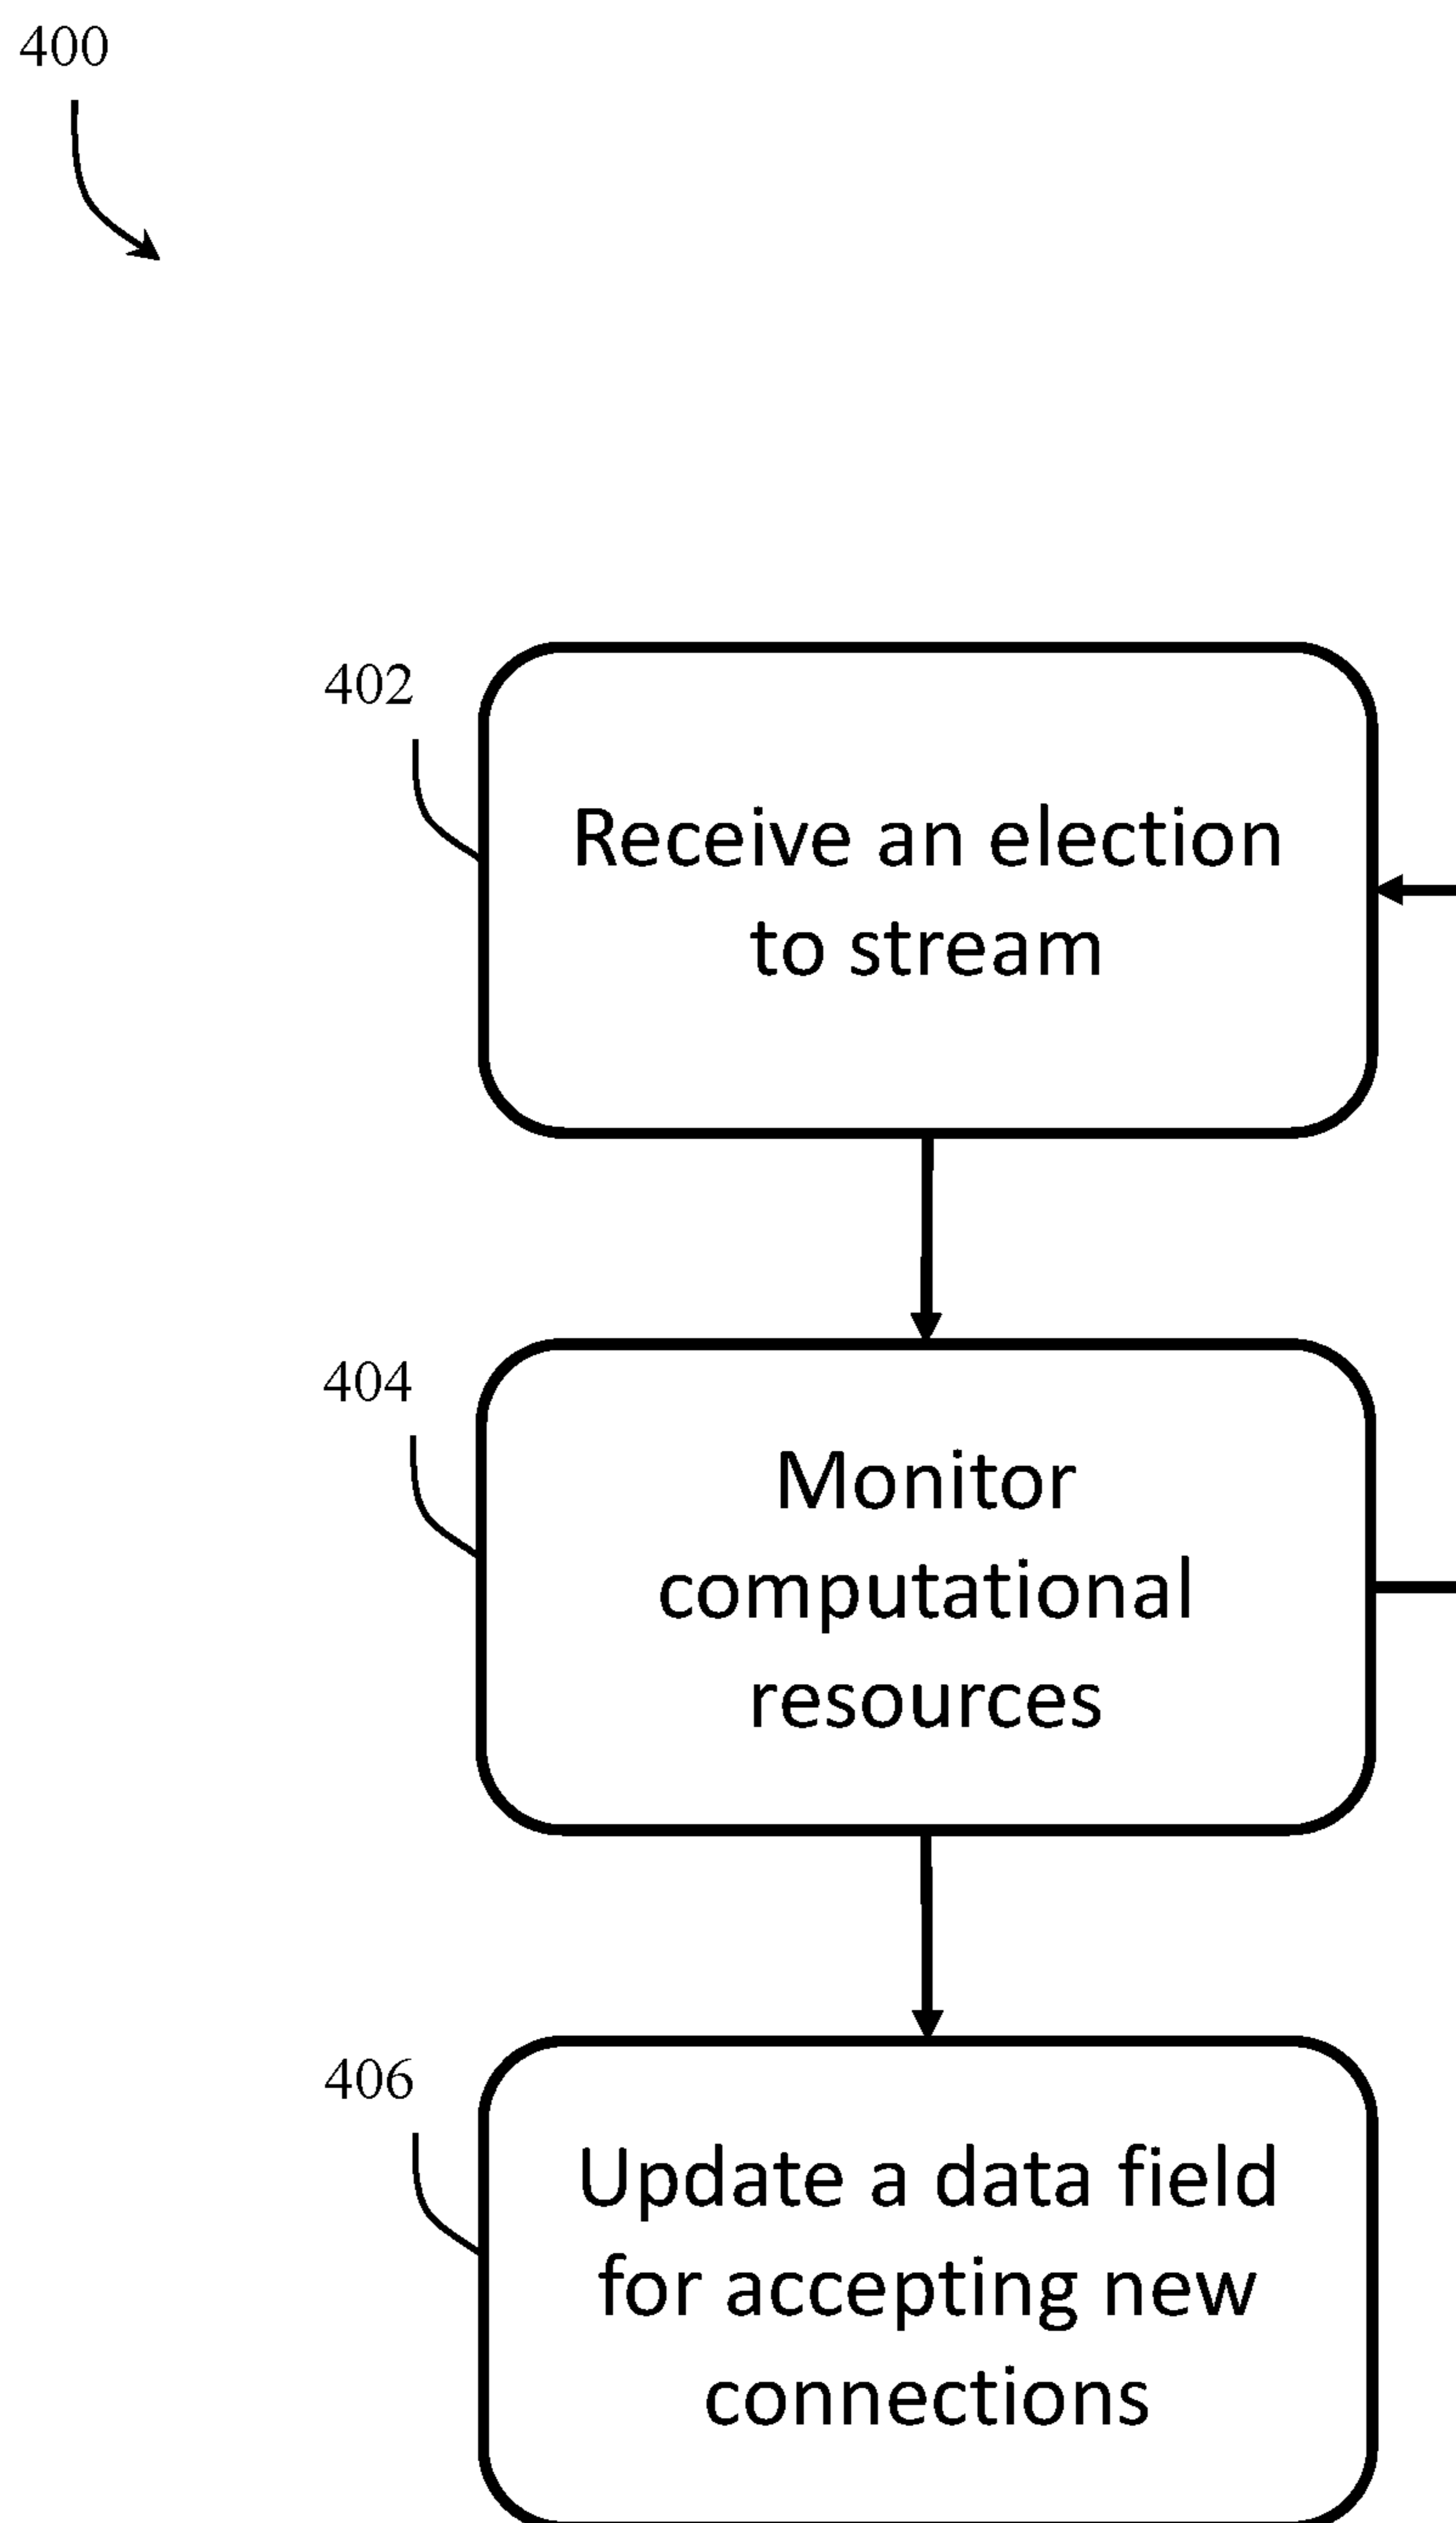 400
402
Receive an election
to stream
404
Monitor
computational
resources
406
Update a data field
for accepting new
connections